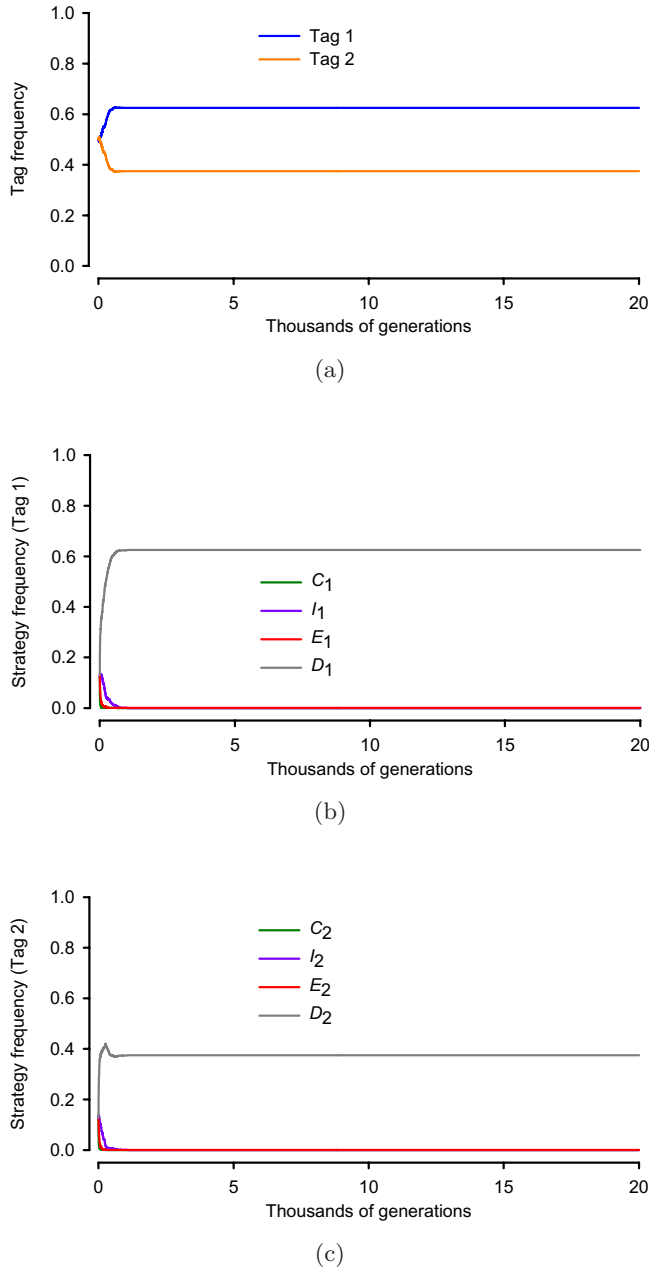 1.0
0.8
0.6
0.4
0.2
0.0
Tag frequency
Tag 1
Tag 2
0 5 10 15 20
Thousands of generations
(a)
1.0
0.8
0.6
0.4
0.2
0.0
Strategy frequency (Tag 1)
C1
I1
E1
D1
0 5 10 15 20
Thousands of generations
(b)
1.0
0.8
0.6
0.4
0.2
0.0
Strategy frequency (Tag 2)
C2
I2
E2
D2
0 5 10 15 20
Thousands of generations
(c)